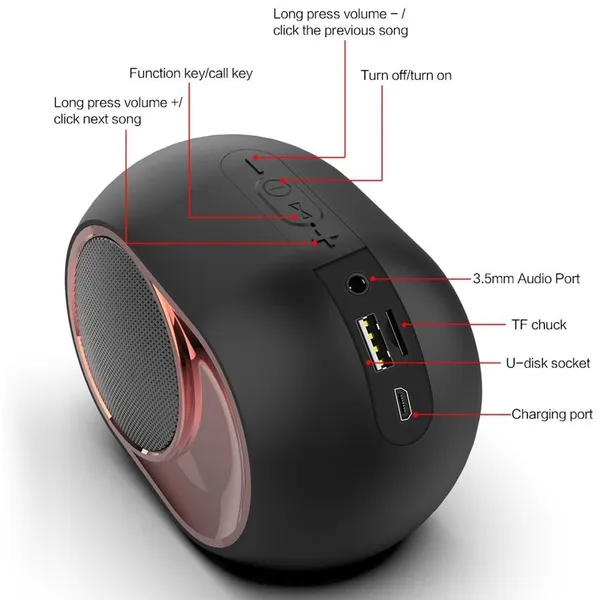 Long press volume – /
click the previous song
Function key/call key
Turn off/turn on
Long press volume +/
click next song
3.5mm Audio Port
TF chuck
U-disk socket
Charging port